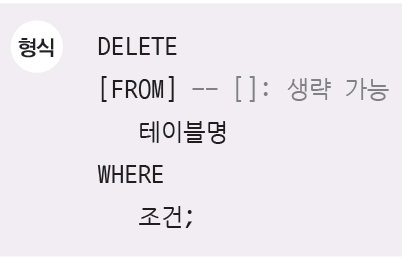 형식
DELETE
[FROM] -- []: 생략 가능
테이블명
WHERE
조건;